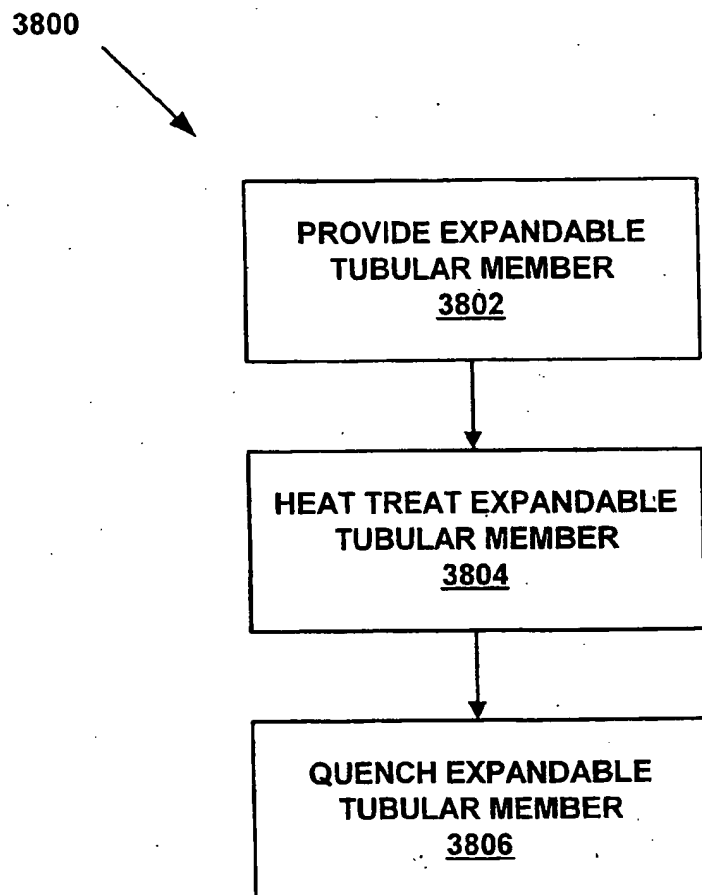 3800
PROVIDE EXPANDABLE
TUBULAR MEMBER
3802
HEAT TREAT EXPANDABLE
TUBULAR MEMBER
3804
QUENCH EXPANDABLE
TUBULAR MEMBER
3806